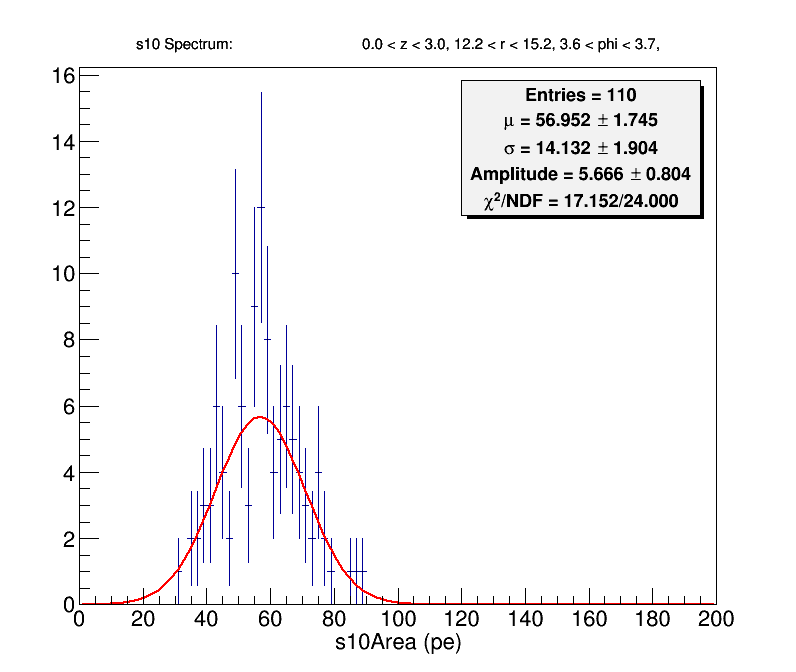 s10 Spectrum: 0.0 < z < 3.0, 12.2 < r < 15.2, 3.6 < phi < 3.7,
Entries = 110
μ = 56.952 ± 1.745
σ = 14.132 ± 1.904
Amplitude = 5.666 ± 0.804
χ²/NDF = 17.152/24.000
16
14
12
10
8
6
4
2
0
0 20 40 60 80 100 120 140 160 180 200
s10Area (pe)